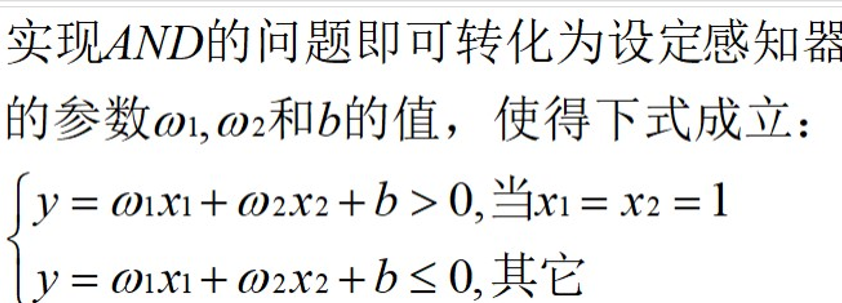 实现AND的问题即可转化为设定感知器
的参数ω1,ω2和b的值，使得下式成立：
y = ω1x1 + ω2x2 + b > 0,当x1 = x2 = 1
y = ω1x1 + ω2x2 + b ≤ 0,其它